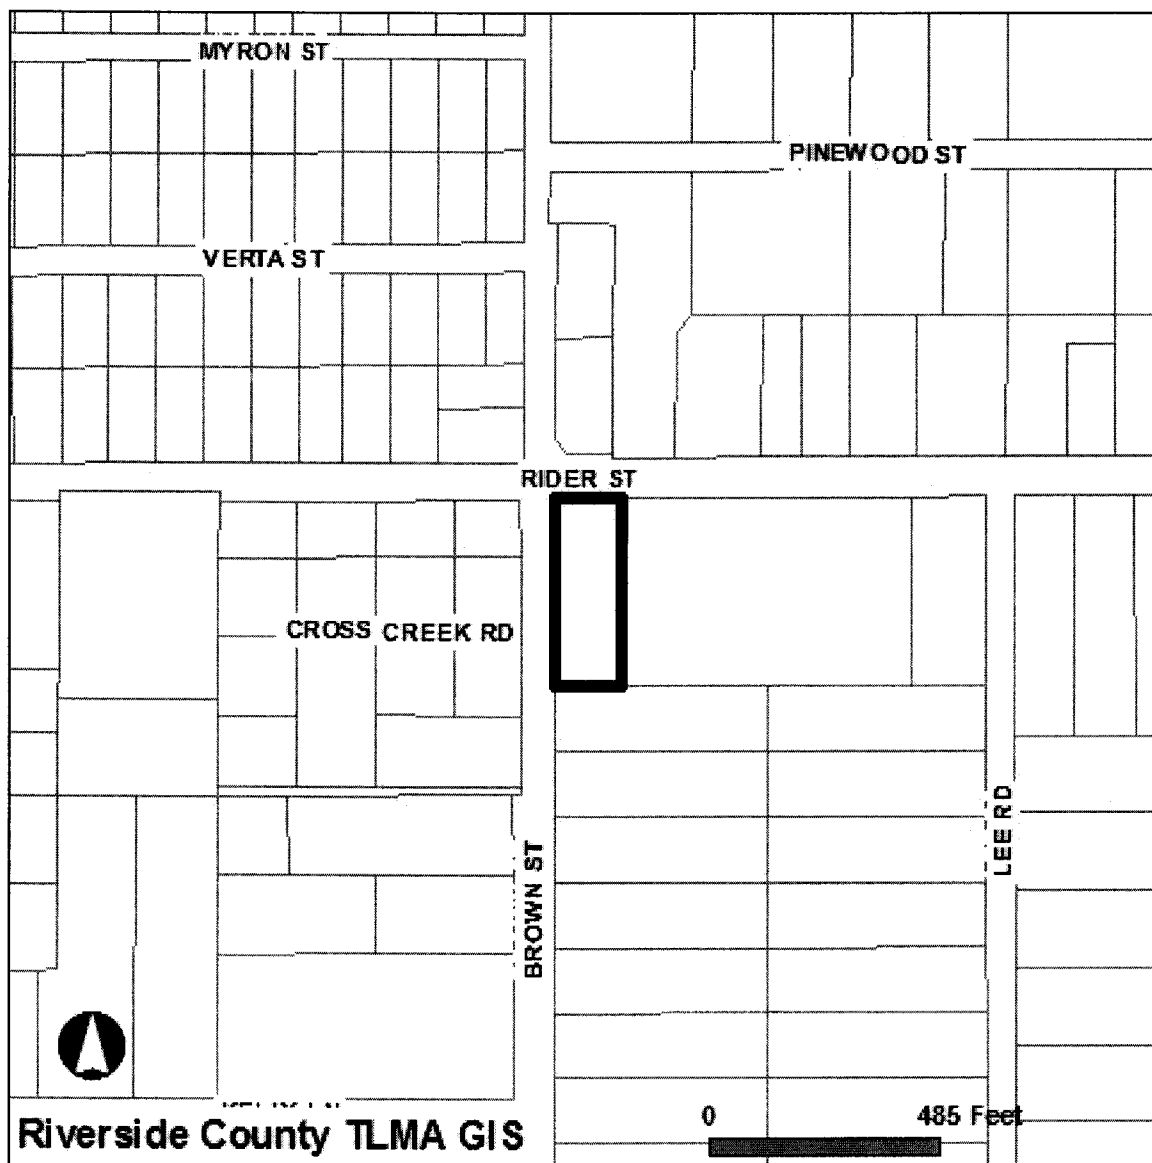 MYRON ST
PINEWOOD ST
VERTA ST
RIDER ST
CROSS CREEK RD
LEE RD
BROWN ST
0 485 Feet
Riverside County TLMA GIS